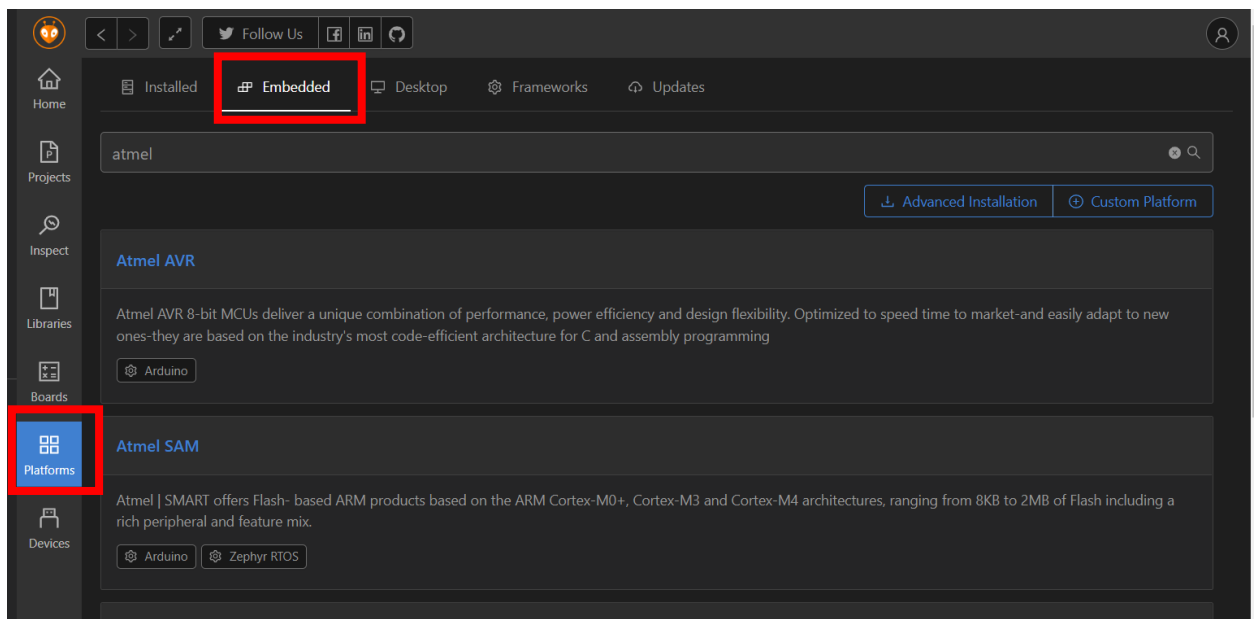 Follow Us
Home
Installed
Embedded
Desktop
Frameworks
Updates
Projects
atmel
Advanced Installation
Custom Platform
Inspect
Atmel AVR
Libraries
Atmel AVR 8-bit MCUs deliver a unique combination of performance, power efficiency and design flexibility. Optimized to speed time to market-and easily adapt to new
ones-they are based on the industry's most code-efficient architecture for C and assembly programming
Arduino
Boards
Platforms
Atmel SAM
Atmel | SMART offers Flash- based ARM products based on the ARM Cortex-M0+, Cortex-M3 and Cortex-M4 architectures, ranging from 8KB to 2MB of Flash including a
rich peripheral and feature mix.
Devices
Arduino
Zephyr RTOS